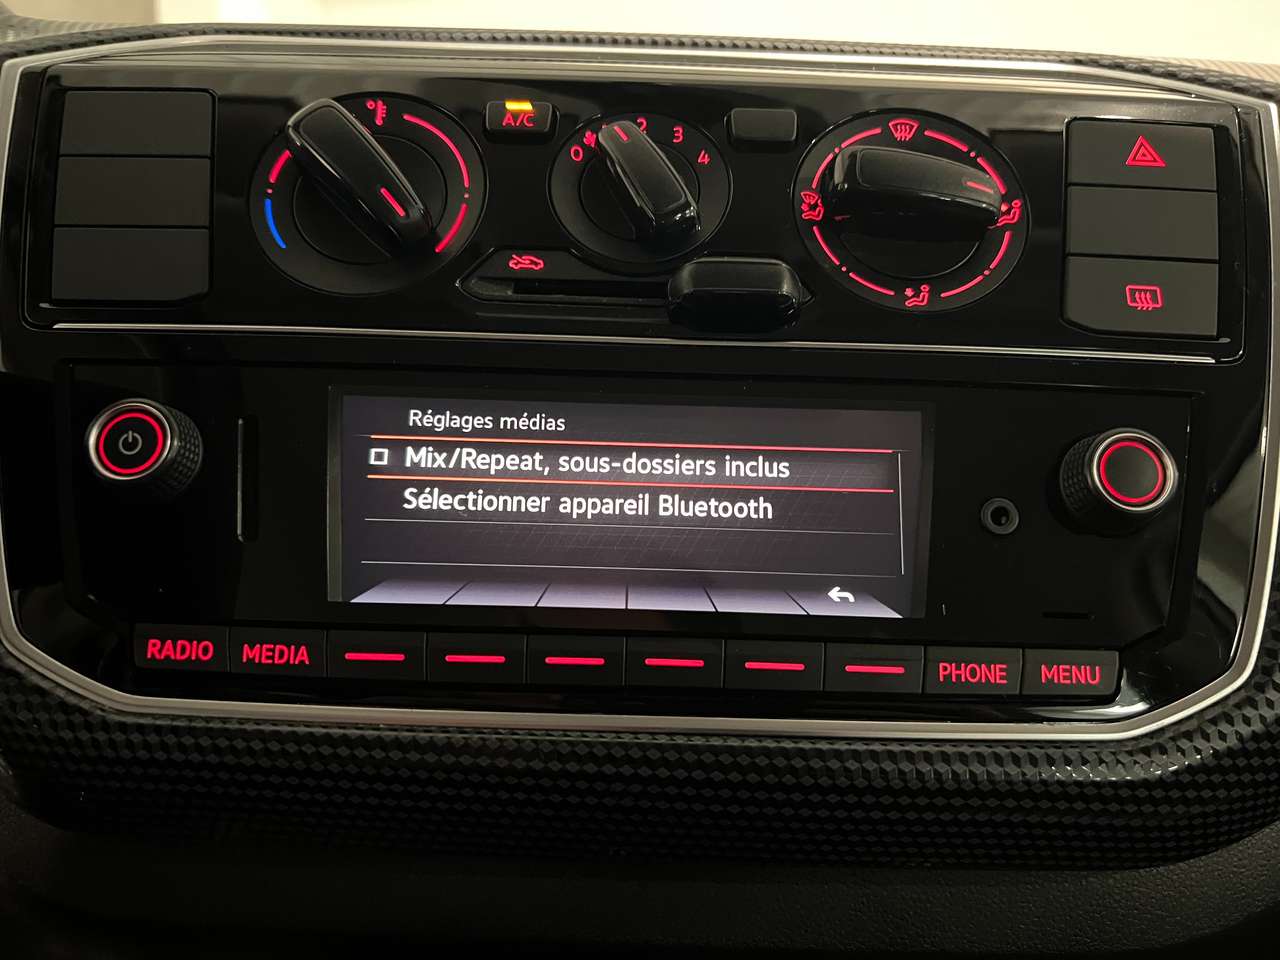 A/C
0 2 3 4
Réglages médias
Mix/Repeat, sous-dossiers inclus
Sélectionner appareil Bluetooth
RADIO MEDIA PHONE MENU